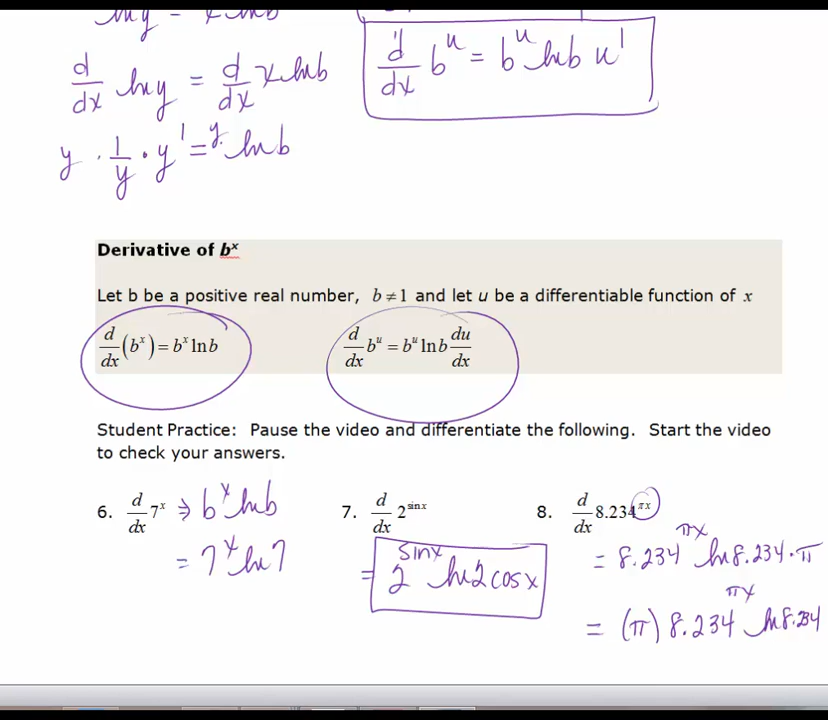 ln y = x ln b
d/dx ln y = d/dx x ln b
d/dx b^u = b^u ln b u'
y · 1/y · y' = y · ln b
Derivative of b^x
Let b be a positive real number, b ≠ 1 and let u be a differentiable function of x
d/dx (b^x) = b^x ln b
d/dx b^u = b^u ln b du/dx
Student Practice: Pause the video and differentiate the following. Start the video
to check your answers.
6. d/dx 7^x ⇒ b^x ln b
= 7^x ln 7
7. d/dx 2^sin x
= 2^sin x ln 2 cos x
8. d/dx 8.234^πx
= 8.234^πx ln 8.234 · π
= (π) 8.234^πx ln 8.234